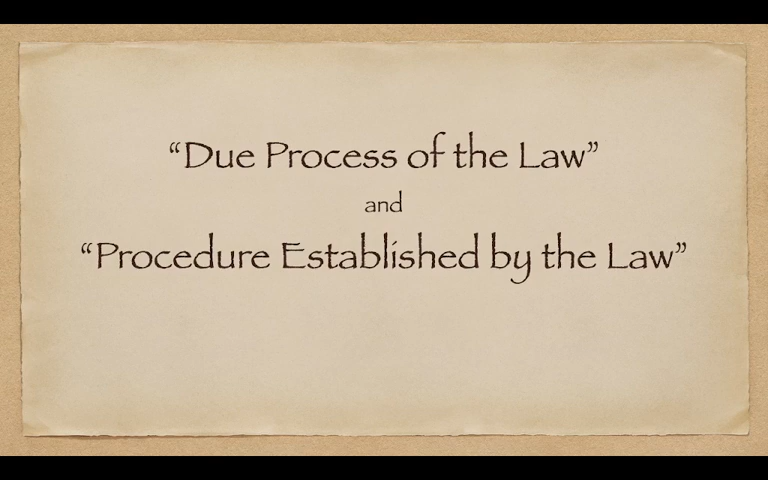 “Due Process of the Law”
and
“Procedure Established by the Law”